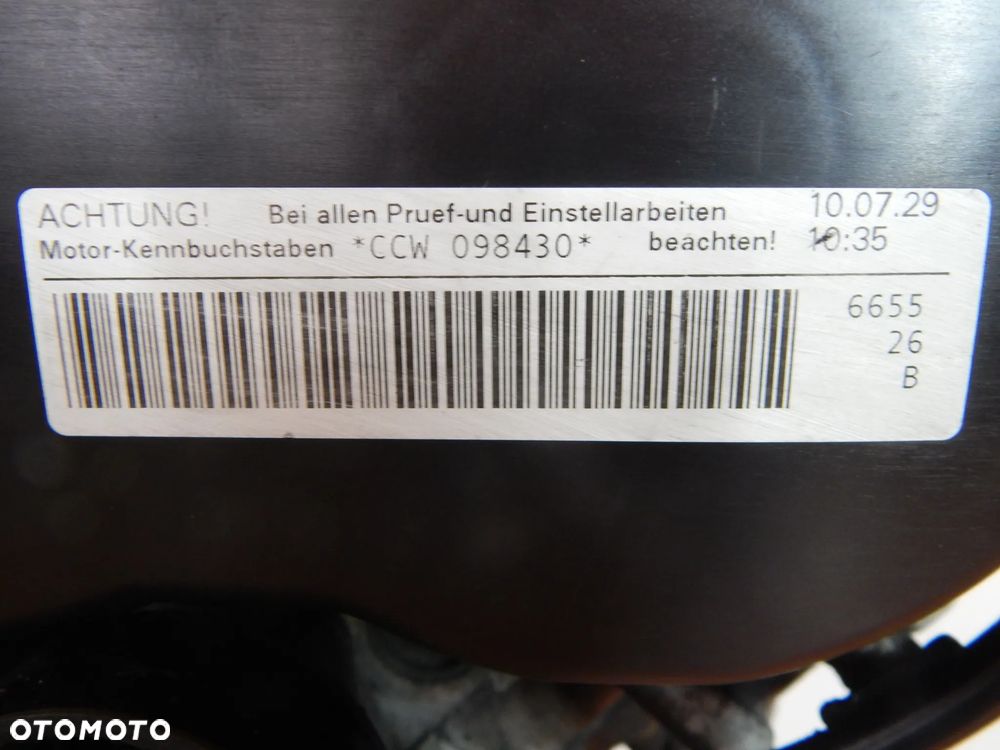 ACHTUNG! Bei allen Pruef-und Einstellarbeiten 10.07.29
Motor-Kennbuchstaben *CCW 098430* beachten! 10:35
6655
26
B
OTOMOTO